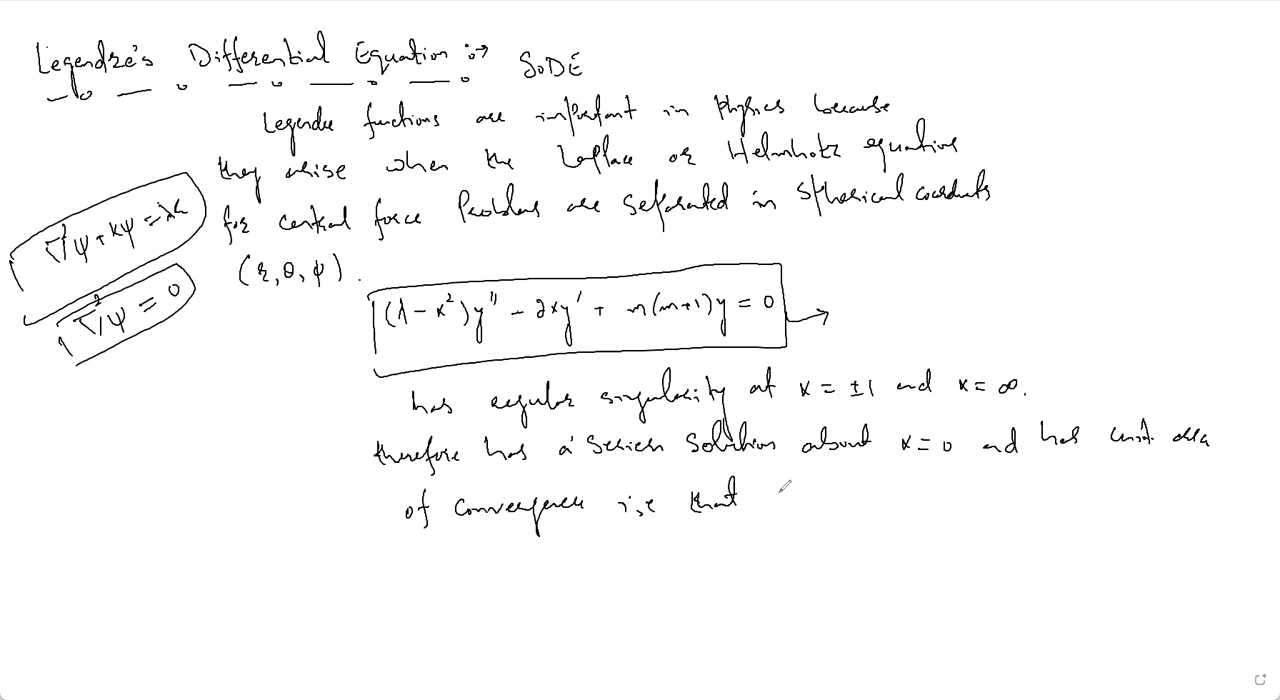 Legendre's Differential Equation :→ SODE
Legendre functions are important in Physics because
they arise when the Laplace or Helmholtz equation
for central force Problems are separated in spherical coordinates
(r, θ, φ).
∇²ψ + kψ = λ
∇²ψ = 0
(1 - x²)y'' - 2xy' + n(n+1)y = 0 →
has regular singularity at x = ±1 and x = ∞.
therefore has a series solution about x = 0 and has unit
of convergence i.e that